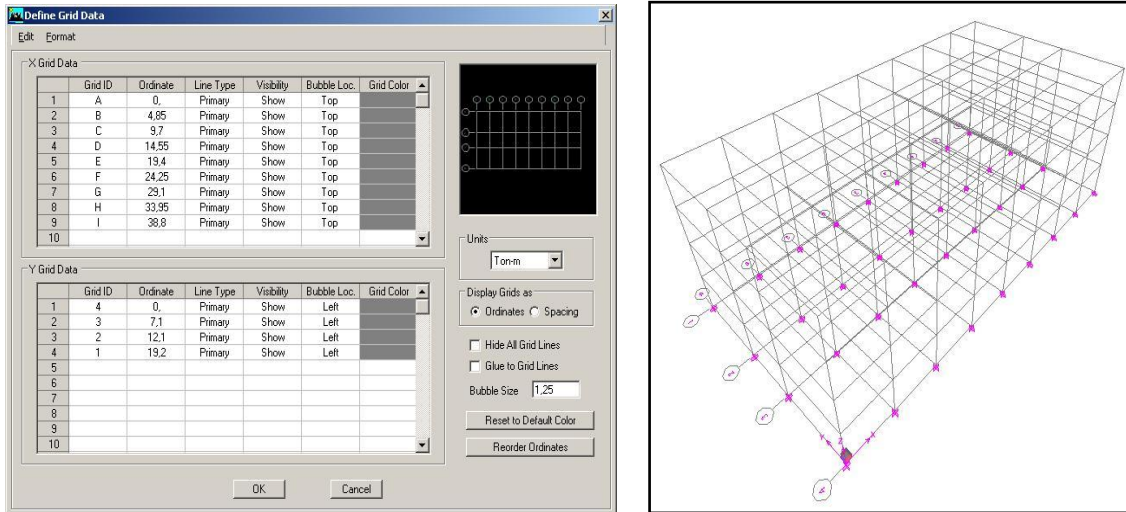 Define Grid Data
Edit Format
X Grid Data
Grid ID Ordinate Line Type Visibility Bubble Loc. Grid Color
1 A 0, Primary Show Top
2 B 4,85 Primary Show Top
3 C 9,7 Primary Show Top
4 D 14,55 Primary Show Top
5 E 19,4 Primary Show Top
6 F 24,25 Primary Show Top
7 G 29,1 Primary Show Top
8 H 33,95 Primary Show Top
9 I 38,8 Primary Show Top
10
Y Grid Data
Grid ID Ordinate Line Type Visibility Bubble Loc. Grid Color
1 4 0, Primary Show Left
2 3 7,1 Primary Show Left
3 2 12,1 Primary Show Left
4 1 19,2 Primary Show Left
5
6
7
8
9
10
Units
Ton-m
Display Grids as
Ordinates Spacing
Hide All Grid Lines
Glue to Grid Lines
Bubble Size 1,25
Reset to Default Color
Reorder Ordinates
OK Cancel
Y Z X